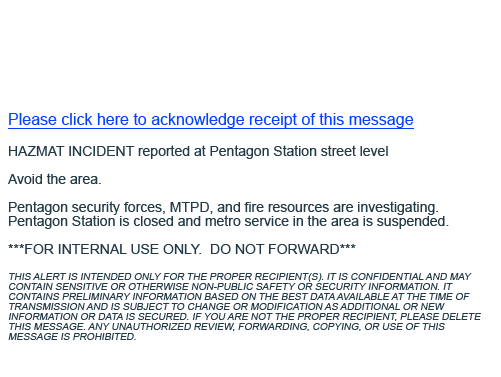 Please click here to acknowledge receipt of this message
HAZMAT INCIDENT reported at Pentagon Station street level
Avoid the area.
Pentagon security forces, MTPD, and fire resources are investigating.
Pentagon Station is closed and metro service in the area is suspended.
***FOR INTERNAL USE ONLY.  DO NOT FORWARD***
THIS ALERT IS INTENDED ONLY FOR THE PROPER RECIPIENT(S). IT IS CONFIDENTIAL AND MAY
CONTAIN SENSITIVE OR OTHERWISE NON-PUBLIC SAFETY OR SECURITY INFORMATION. IT
CONTAINS PRELIMINARY INFORMATION BASED ON THE BEST DATA AVAILABLE AT THE TIME OF
TRANSMISSION AND IS SUBJECT TO CHANGE OR MODIFICATION AS ADDITIONAL OR NEW
INFORMATION OR DATA IS SECURED. IF YOU ARE NOT THE PROPER RECIPIENT, PLEASE DELETE
THIS MESSAGE. ANY UNAUTHORIZED REVIEW, FORWARDING, COPYING, OR USE OF THIS
MESSAGE IS PROHIBITED.